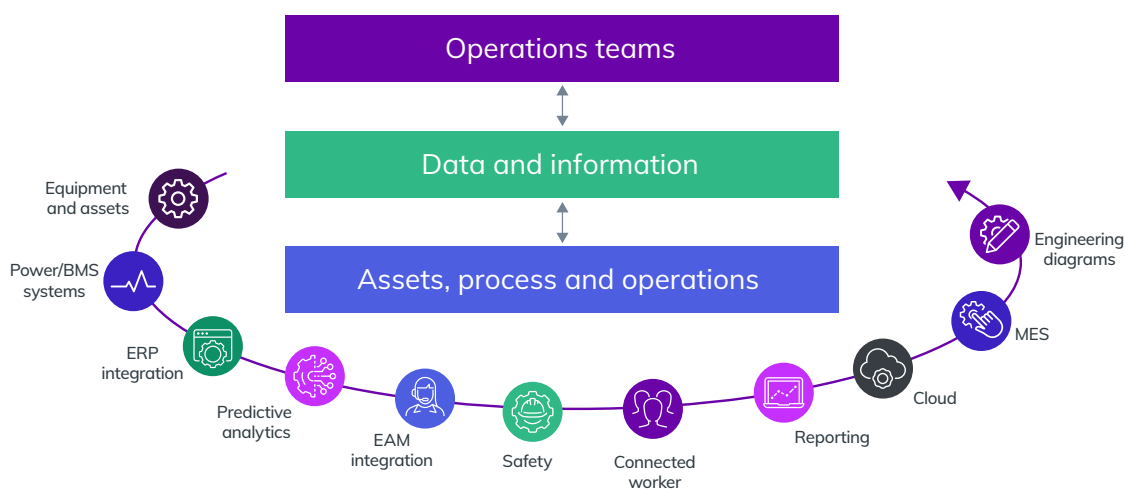 Operations teams
Data and information
Assets, process and operations
Equipment
and assets
Power/BMS
systems
ERP
integration
Predictive
analytics
EAM
integration
Safety
Connected
worker
Reporting
Cloud
MES
Engineering
diagrams